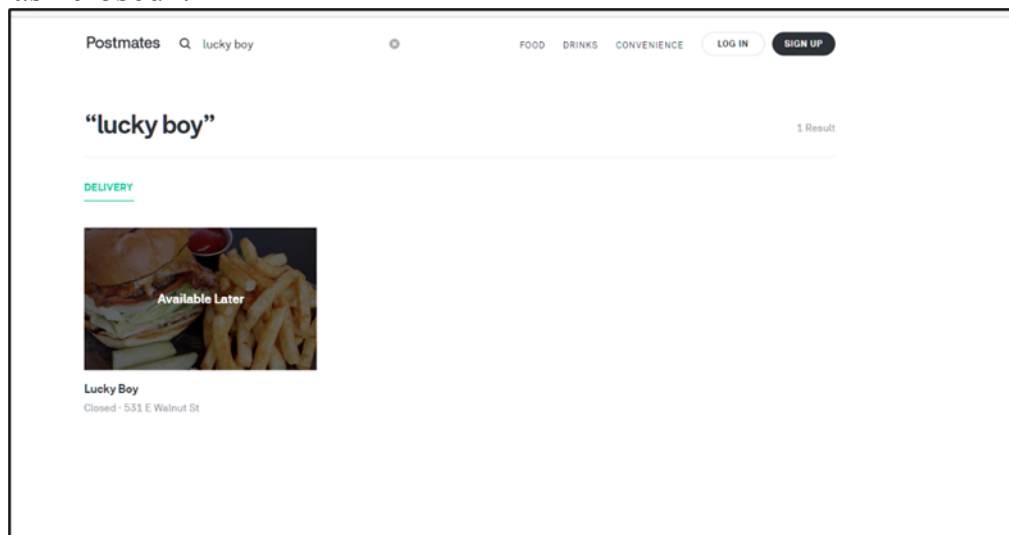 Postmates lucky boy FOOD DRINKS CONVENIENCE LOG IN SIGN UP
“lucky boy” 1 Result
DELIVERY
Available Later
Lucky Boy
Closed - 531 E Walnut St